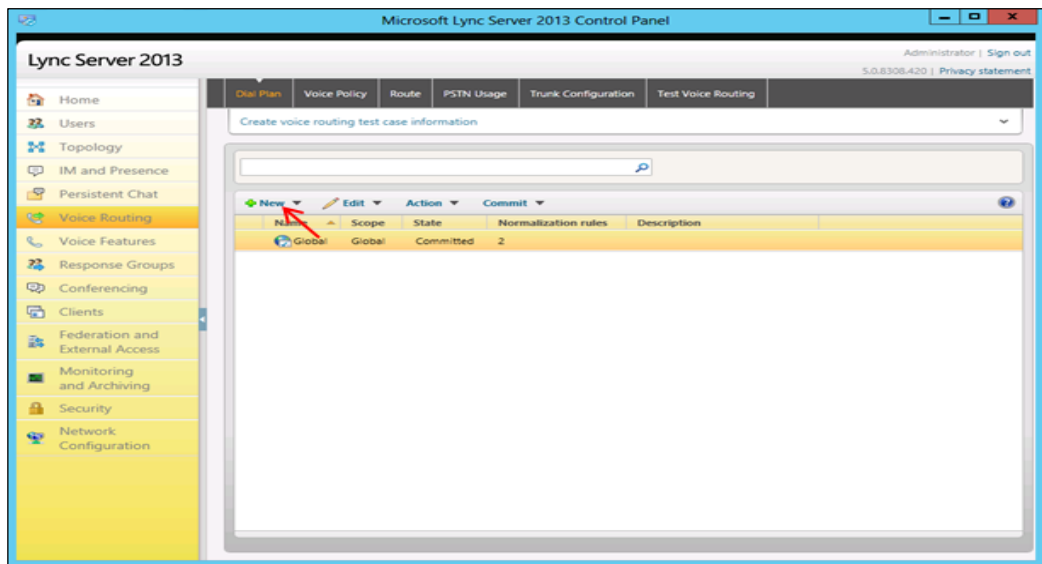 Microsoft Lync Server 2013 Control Panel
Lync Server 2013
Administrator | Sign out
5.0.8308.420 | Privacy statement
Home
Users
Topology
IM and Presence
Persistent Chat
Voice Routing
Voice Features
Response Groups
Conferencing
Clients
Federation and
External Access
Monitoring
and Archiving
Security
Network
Configuration
Dial Plan Voice Policy Route PSTN Usage Trunk Configuration Test Voice Routing
Create voice routing test case information
New Edit Action Commit
Name Scope State Normalization rules Description
Global Global Committed 2